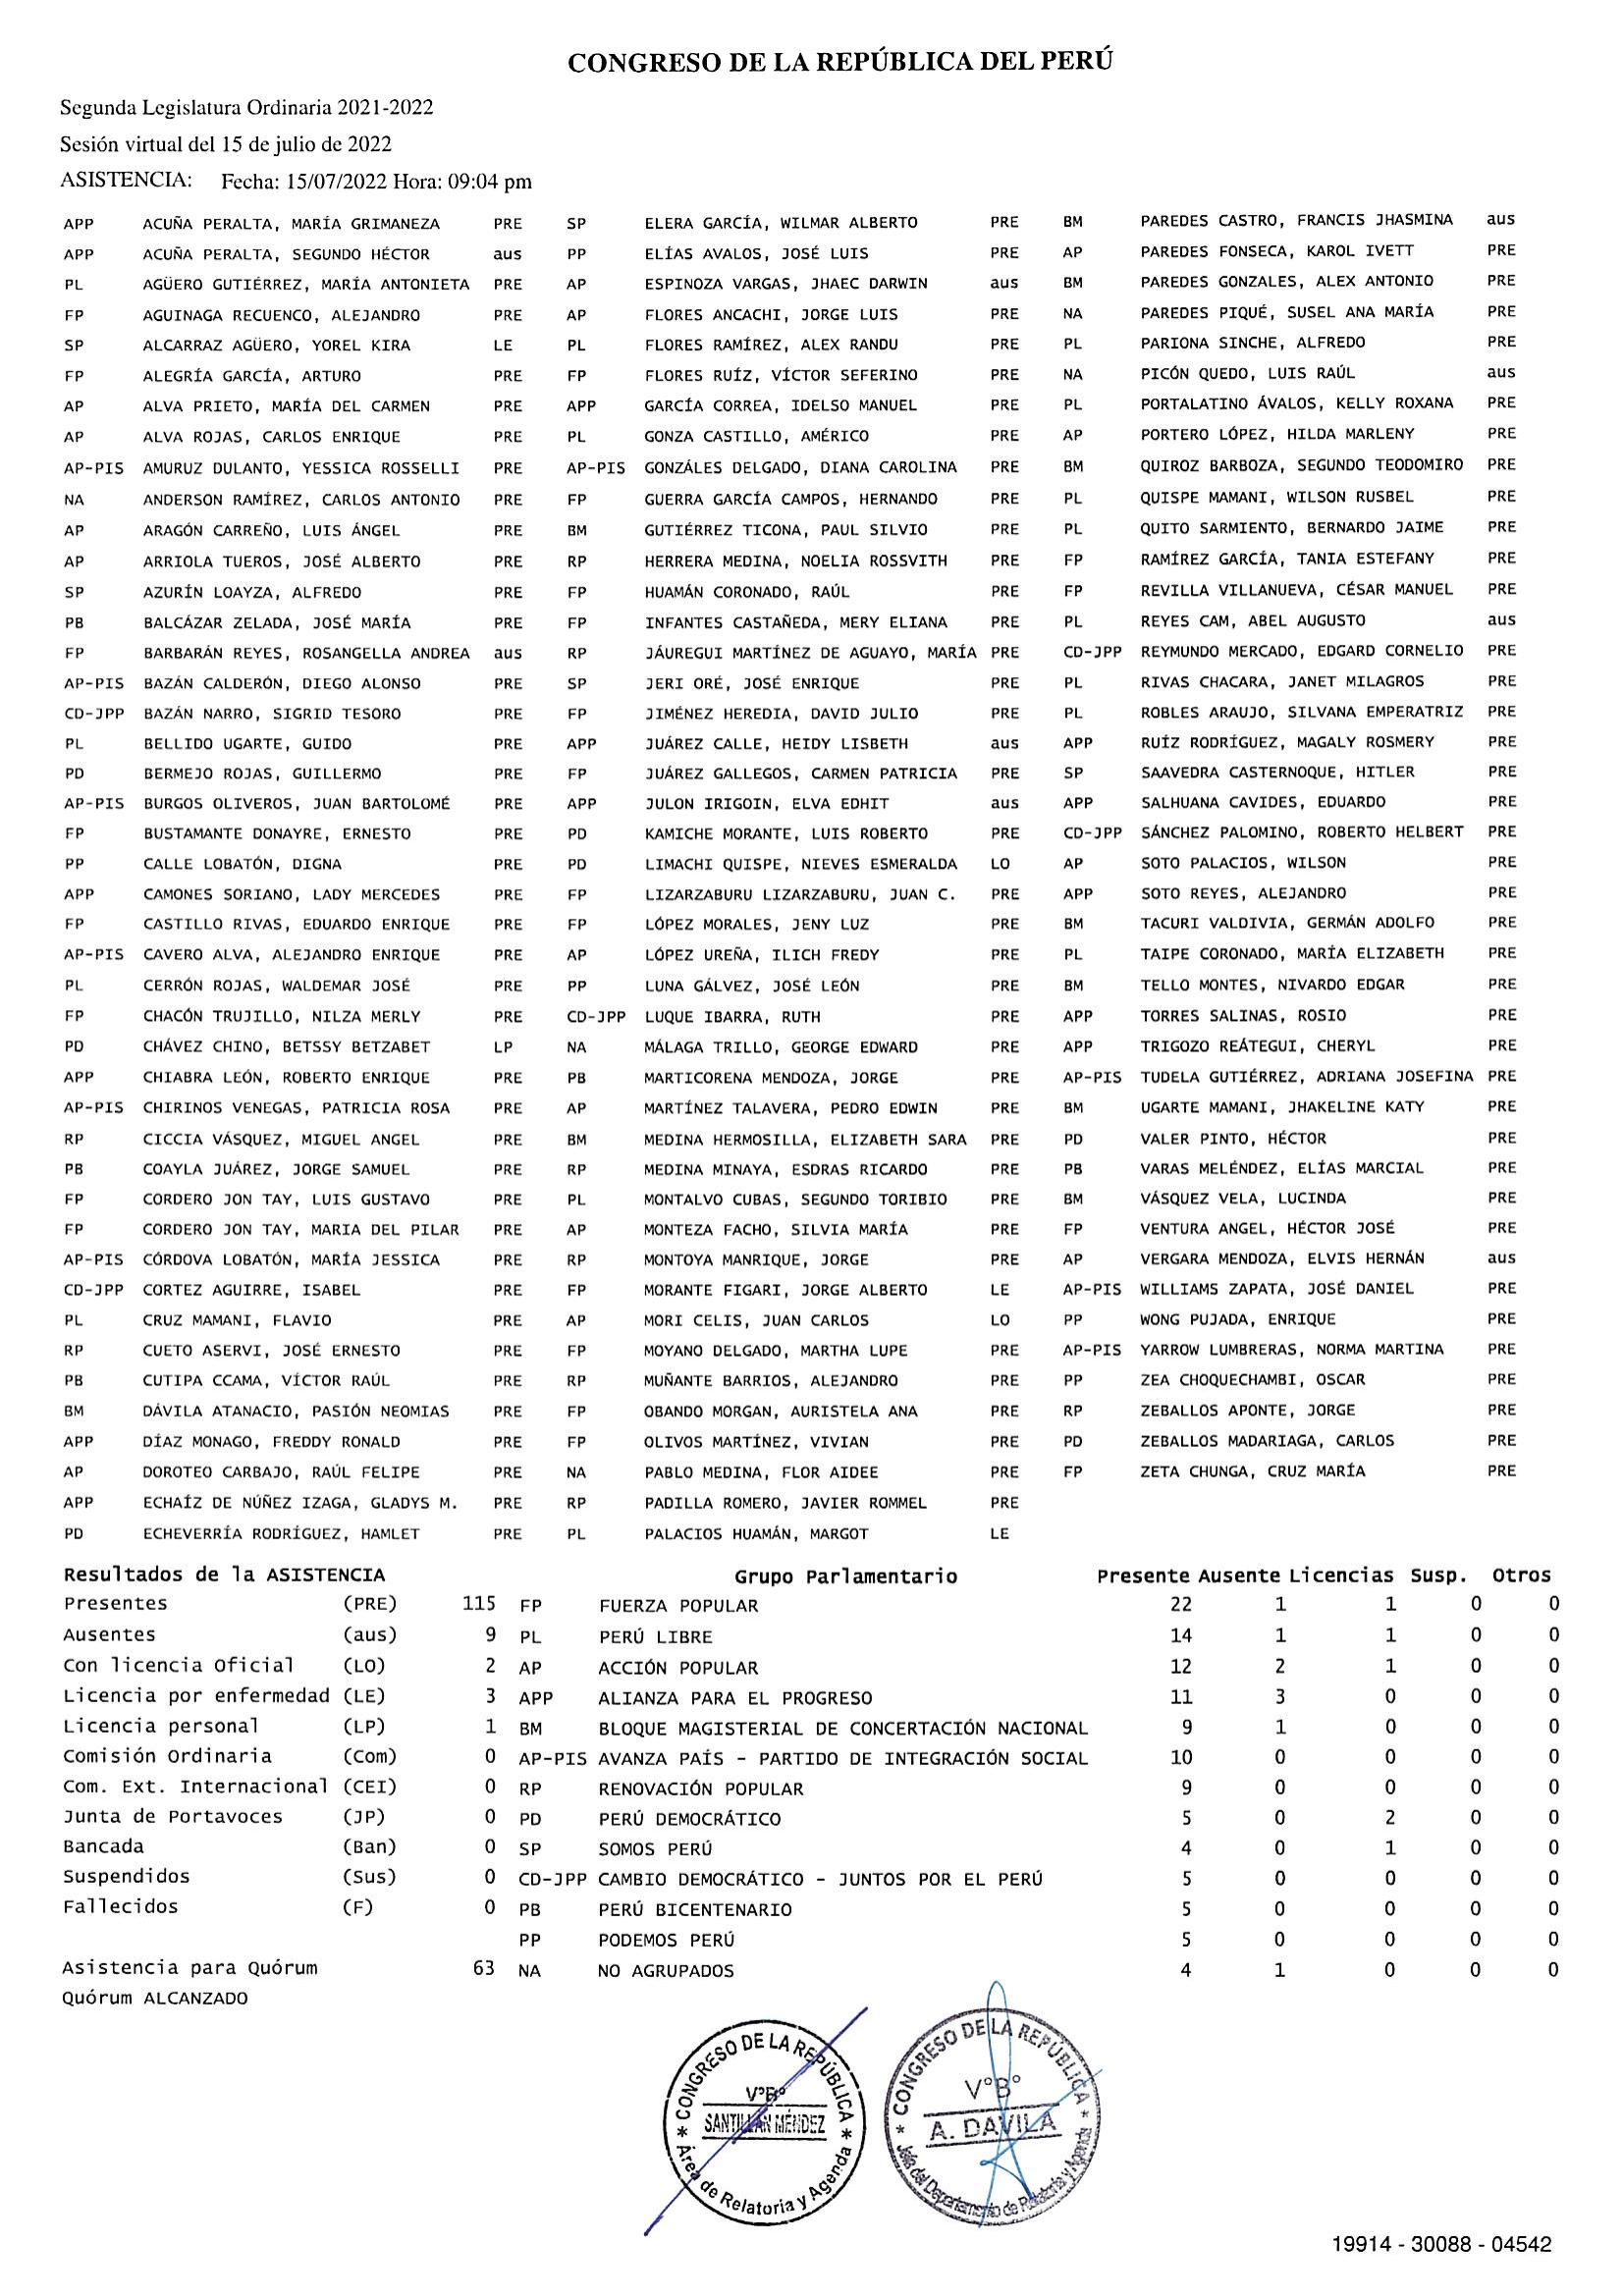 CONGRESO DE LA REPÚBLICA DEL PERÚ
Segunda Legislatura Ordinaria 2021-2022
Sesión virtual del 15 de julio de 2022
ASISTENCIA: Fecha: 15/07/2022 Hora: 09:04 pm
APP ACUÑA PERALTA, MARÍA GRIMANEZA PRE SP ELERA GARCÍA, WILMAR ALBERTO PRE BM PAREDES CASTRO, FRANCIS JHASMINA aus
APP ACUÑA PERALTA, SEGUNDO HÉCTOR aus PP ELÍAS AVALOS, JOSÉ LUIS PRE AP PAREDES FONSECA, KAROL IVETT PRE
PL AGÜERO GUTIÉRREZ, MARÍA ANTONIETA PRE AP ESPINOZA VARGAS, JHAEC DARWIN aus BM PAREDES GONZALES, ALEX ANTONIO PRE
FP AGUINAGA RECUENCO, ALEJANDRO PRE AP FLORES ANCACHI, JORGE LUIS PRE NA PAREDES PIQUÉ, SUSEL ANA MARÍA PRE
SP ALCARRAZ AGÜERO, YOREL KIRA LE PL FLORES RAMÍREZ, ALEX RANDU PRE PL PARIONA SINCHE, ALFREDO PRE
FP ALEGRÍA GARCÍA, ARTURO PRE FP FLORES RUÍZ, VÍCTOR SEFERINO PRE NA PICÓN QUEDO, LUIS RAÚL aus
AP ALVA PRIETO, MARÍA DEL CARMEN PRE APP GARCÍA CORREA, IDELSO MANUEL PRE PL PORTALATINO ÁVALOS, KELLY ROXANA PRE
AP ALVA ROJAS, CARLOS ENRIQUE PRE PL GONZA CASTILLO, AMÉRICO PRE AP PORTERO LÓPEZ, HILDA MARLENY PRE
AP-PIS AMURUZ DULANTO, YESSICA ROSSELLI PRE AP-PIS GONZÁLES DELGADO, DIANA CAROLINA PRE BM QUIROZ BARBOZA, SEGUNDO TEODOMIRO PRE
NA ANDERSON RAMÍREZ, CARLOS ANTONIO PRE FP GUERRA GARCÍA CAMPOS, HERNANDO PRE PL QUISPE MAMANI, WILSON RUSBEL PRE
AP ARAGÓN CARREÑO, LUIS ÁNGEL PRE BM GUTIÉRREZ TICONA, PAUL SILVIO PRE PL QUITO SARMIENTO, BERNARDO JAIME PRE
AP ARRIOLA TUEROS, JOSÉ ALBERTO PRE RP HERRERA MEDINA, NOELIA ROSSVITH PRE FP RAMÍREZ GARCÍA, TANIA ESTEFANY PRE
SP AZURÍN LOAYZA, ALFREDO PRE FP HUAMÁN CORONADO, RAÚL PRE FP REVILLA VILLANUEVA, CÉSAR MANUEL PRE
PB BALCÁZAR ZELADA, JOSÉ MARÍA PRE FP INFANTES CASTAÑEDA, MERY ELIANA PRE PL REYES CAM, ABEL AUGUSTO aus
FP BARBARÁN REYES, ROSANGELLA ANDREA aus RP JÁUREGUI MARTÍNEZ DE AGUAYO, MARÍA PRE CD-JPP REYMUNDO MERCADO, EDGARD CORNELIO PRE
AP-PIS BAZÁN CALDERÓN, DIEGO ALONSO PRE SP JERI ORÉ, JOSÉ ENRIQUE PRE PL RIVAS CHACARA, JANET MILAGROS PRE
CD-JPP BAZÁN NARRO, SIGRID TESORO PRE FP JIMÉNEZ HEREDIA, DAVID JULIO PRE PL ROBLES ARAUJO, SILVANA EMPERATRIZ PRE
PL BELLIDO UGARTE, GUIDO PRE APP JUÁREZ CALLE, HEIDY LISBETH aus APP RUÍZ RODRÍGUEZ, MAGALY ROSMERY PRE
PD BERMEJO ROJAS, GUILLERMO PRE FP JUÁREZ GALLEGOS, CARMEN PATRICIA PRE SP SAAVEDRA CASTERNOQUE, HITLER PRE
AP-PIS BURGOS OLIVEROS, JUAN BARTOLOMÉ PRE APP JULON IRIGOIN, ELVA EDHIT aus APP SALHUANA CAVIDES, EDUARDO PRE
FP BUSTAMANTE DONAYRE, ERNESTO PRE PD KAMICHE MORANTE, LUIS ROBERTO PRE CD-JPP SÁNCHEZ PALOMINO, ROBERTO HELBERT PRE
PP CALLE LOBATÓN, DIGNA PRE PD LIMACHI QUISPE, NIEVES ESMERALDA LO AP SOTO PALACIOS, WILSON PRE
APP CAMONES SORIANO, LADY MERCEDES PRE FP LIZARZABURU LIZARZABURU, JUAN C. PRE APP SOTO REYES, ALEJANDRO PRE
FP CASTILLO RIVAS, EDUARDO ENRIQUE PRE FP LÓPEZ MORALES, JENY LUZ PRE BM TACURI VALDIVIA, GERMÁN ADOLFO PRE
AP-PIS CAVERO ALVA, ALEJANDRO ENRIQUE PRE AP LÓPEZ UREÑA, ILICH FREDY PRE PL TAIPE CORONADO, MARÍA ELIZABETH PRE
PL CERRÓN ROJAS, WALDEMAR JOSÉ PRE PP LUNA GÁLVEZ, JOSÉ LEÓN PRE BM TELLO MONTES, NIVARDO EDGAR PRE
FP CHACÓN TRUJILLO, NILZA MERLY PRE CD-JPP LUQUE IBARRA, RUTH PRE APP TORRES SALINAS, ROSIO PRE
PD CHÁVEZ CHINO, BETSSY BETZABET LP NA MÁLAGA TRILLO, GEORGE EDWARD PRE APP TRIGOZO REÁTEGUI, CHERYL PRE
APP CHIABRA LEÓN, ROBERTO ENRIQUE PRE PB MARTICORENA MENDOZA, JORGE PRE AP-PIS TUDELA GUTIÉRREZ, ADRIANA JOSEFINA PRE
AP-PIS CHIRINOS VENEGAS, PATRICIA ROSA PRE AP MARTÍNEZ TALAVERA, PEDRO EDWIN PRE BM UGARTE MAMANI, JHAKELINE KATY PRE
RP CICCIA VÁSQUEZ, MIGUEL ANGEL PRE BM MEDINA HERMOSILLA, ELIZABETH SARA PRE PD VALER PINTO, HÉCTOR PRE
PB COAYLA JUÁREZ, JORGE SAMUEL PRE RP MEDINA MINAYA, ESDRAS RICARDO PRE PB VARAS MELÉNDEZ, ELÍAS MARCIAL PRE
FP CORDERO JON TAY, LUIS GUSTAVO PRE PL MONTALVO CUBAS, SEGUNDO TORIBIO PRE BM VÁSQUEZ VELA, LUCINDA PRE
FP CORDERO JON TAY, MARIA DEL PILAR PRE AP MONTEZA FACHO, SILVIA MARÍA PRE FP VENTURA ANGEL, HÉCTOR JOSÉ PRE
AP-PIS CÓRDOVA LOBATÓN, MARÍA JESSICA PRE RP MONTOYA MANRIQUE, JORGE PRE AP VERGARA MENDOZA, ELVIS HERNÁN aus
CD-JPP CORTEZ AGUIRRE, ISABEL PRE FP MORANTE FIGARI, JORGE ALBERTO LE AP-PIS WILLIAMS ZAPATA, JOSÉ DANIEL PRE
PL CRUZ MAMANI, FLAVIO PRE AP MORI CELIS, JUAN CARLOS LO PP WONG PUJADA, ENRIQUE PRE
RP CUETO ASERVI, JOSÉ ERNESTO PRE FP MOYANO DELGADO, MARTHA LUPE PRE AP-PIS YARROW LUMBRERAS, NORMA MARTINA PRE
PB CUTIPA CCAMA, VÍCTOR RAÚL PRE RP MUÑANTE BARRIOS, ALEJANDRO PRE PP ZEA CHOQUECHAMBI, OSCAR PRE
BM DÁVILA ATANACIO, PASIÓN NEOMIAS PRE FP OBANDO MORGAN, AURISTELA ANA PRE RP ZEBALLOS APONTE, JORGE PRE
APP DÍAZ MONAGO, FREDDY RONALD PRE FP OLIVOS MARTÍNEZ, VIVIAN PRE PD ZEBALLOS MADARIAGA, CARLOS PRE
AP DOROTEO CARBAJO, RAÚL FELIPE PRE NA PABLO MEDINA, FLOR AIDEE PRE FP ZETA CHUNGA, CRUZ MARÍA PRE
APP ECHAÍZ DE NÚÑEZ IZAGA, GLADYS M. PRE RP PADILLA ROMERO, JAVIER ROMMEL PRE
PD ECHEVERRÍA RODRÍGUEZ, HAMLET PRE PL PALACIOS HUAMÁN, MARGOT LE
Resultados de la ASISTENCIA Grupo Parlamentario Presente Ausente Licencias Susp. Otros
Presentes (PRE) 115 FP FUERZA POPULAR 22 1 1 0 0
Ausentes (aus) 9 PL PERÚ LIBRE 14 1 1 0 0
Con licencia Oficial (LO) 2 AP ACCIÓN POPULAR 12 2 1 0 0
Licencia por enfermedad (LE) 3 APP ALIANZA PARA EL PROGRESO 11 3 0 0 0
Licencia personal (LP) 1 BM BLOQUE MAGISTERIAL DE CONCERTACIÓN NACIONAL 9 1 0 0 0
Comisión Ordinaria (Com) 0 AP-PIS AVANZA PAÍS - PARTIDO DE INTEGRACIÓN SOCIAL 10 0 0 0 0
Com. Ext. Internacional (CEI) 0 RP RENOVACIÓN POPULAR 9 0 0 0 0
Junta de Portavoces (JP) 0 PD PERÚ DEMOCRÁTICO 5 0 2 0 0
Bancada (Ban) 0 SP SOMOS PERÚ 4 0 1 0 0
Suspendidos (Sus) 0 CD-JPP CAMBIO DEMOCRÁTICO - JUNTOS POR EL PERÚ 5 0 0 0 0
Fallecidos (F) 0 PB PERÚ BICENTENARIO 5 0 0 0 0
PP PODEMOS PERÚ 5 0 0 0 0
Asistencia para Quórum 63 NA NO AGRUPADOS 4 1 0 0 0
Quórum ALCANZADO
* CONGRESO DE LA REPÚBLICA *
V°B°
SANTILLÁN MÉNDEZ
Área de Relatoria y Agenda
* CONGRESO DE LA REPÚBLICA *
V°B°
A. DAVILA
Jefe del Departamento de Relatoria y Agenda
19914 - 30088 - 04542